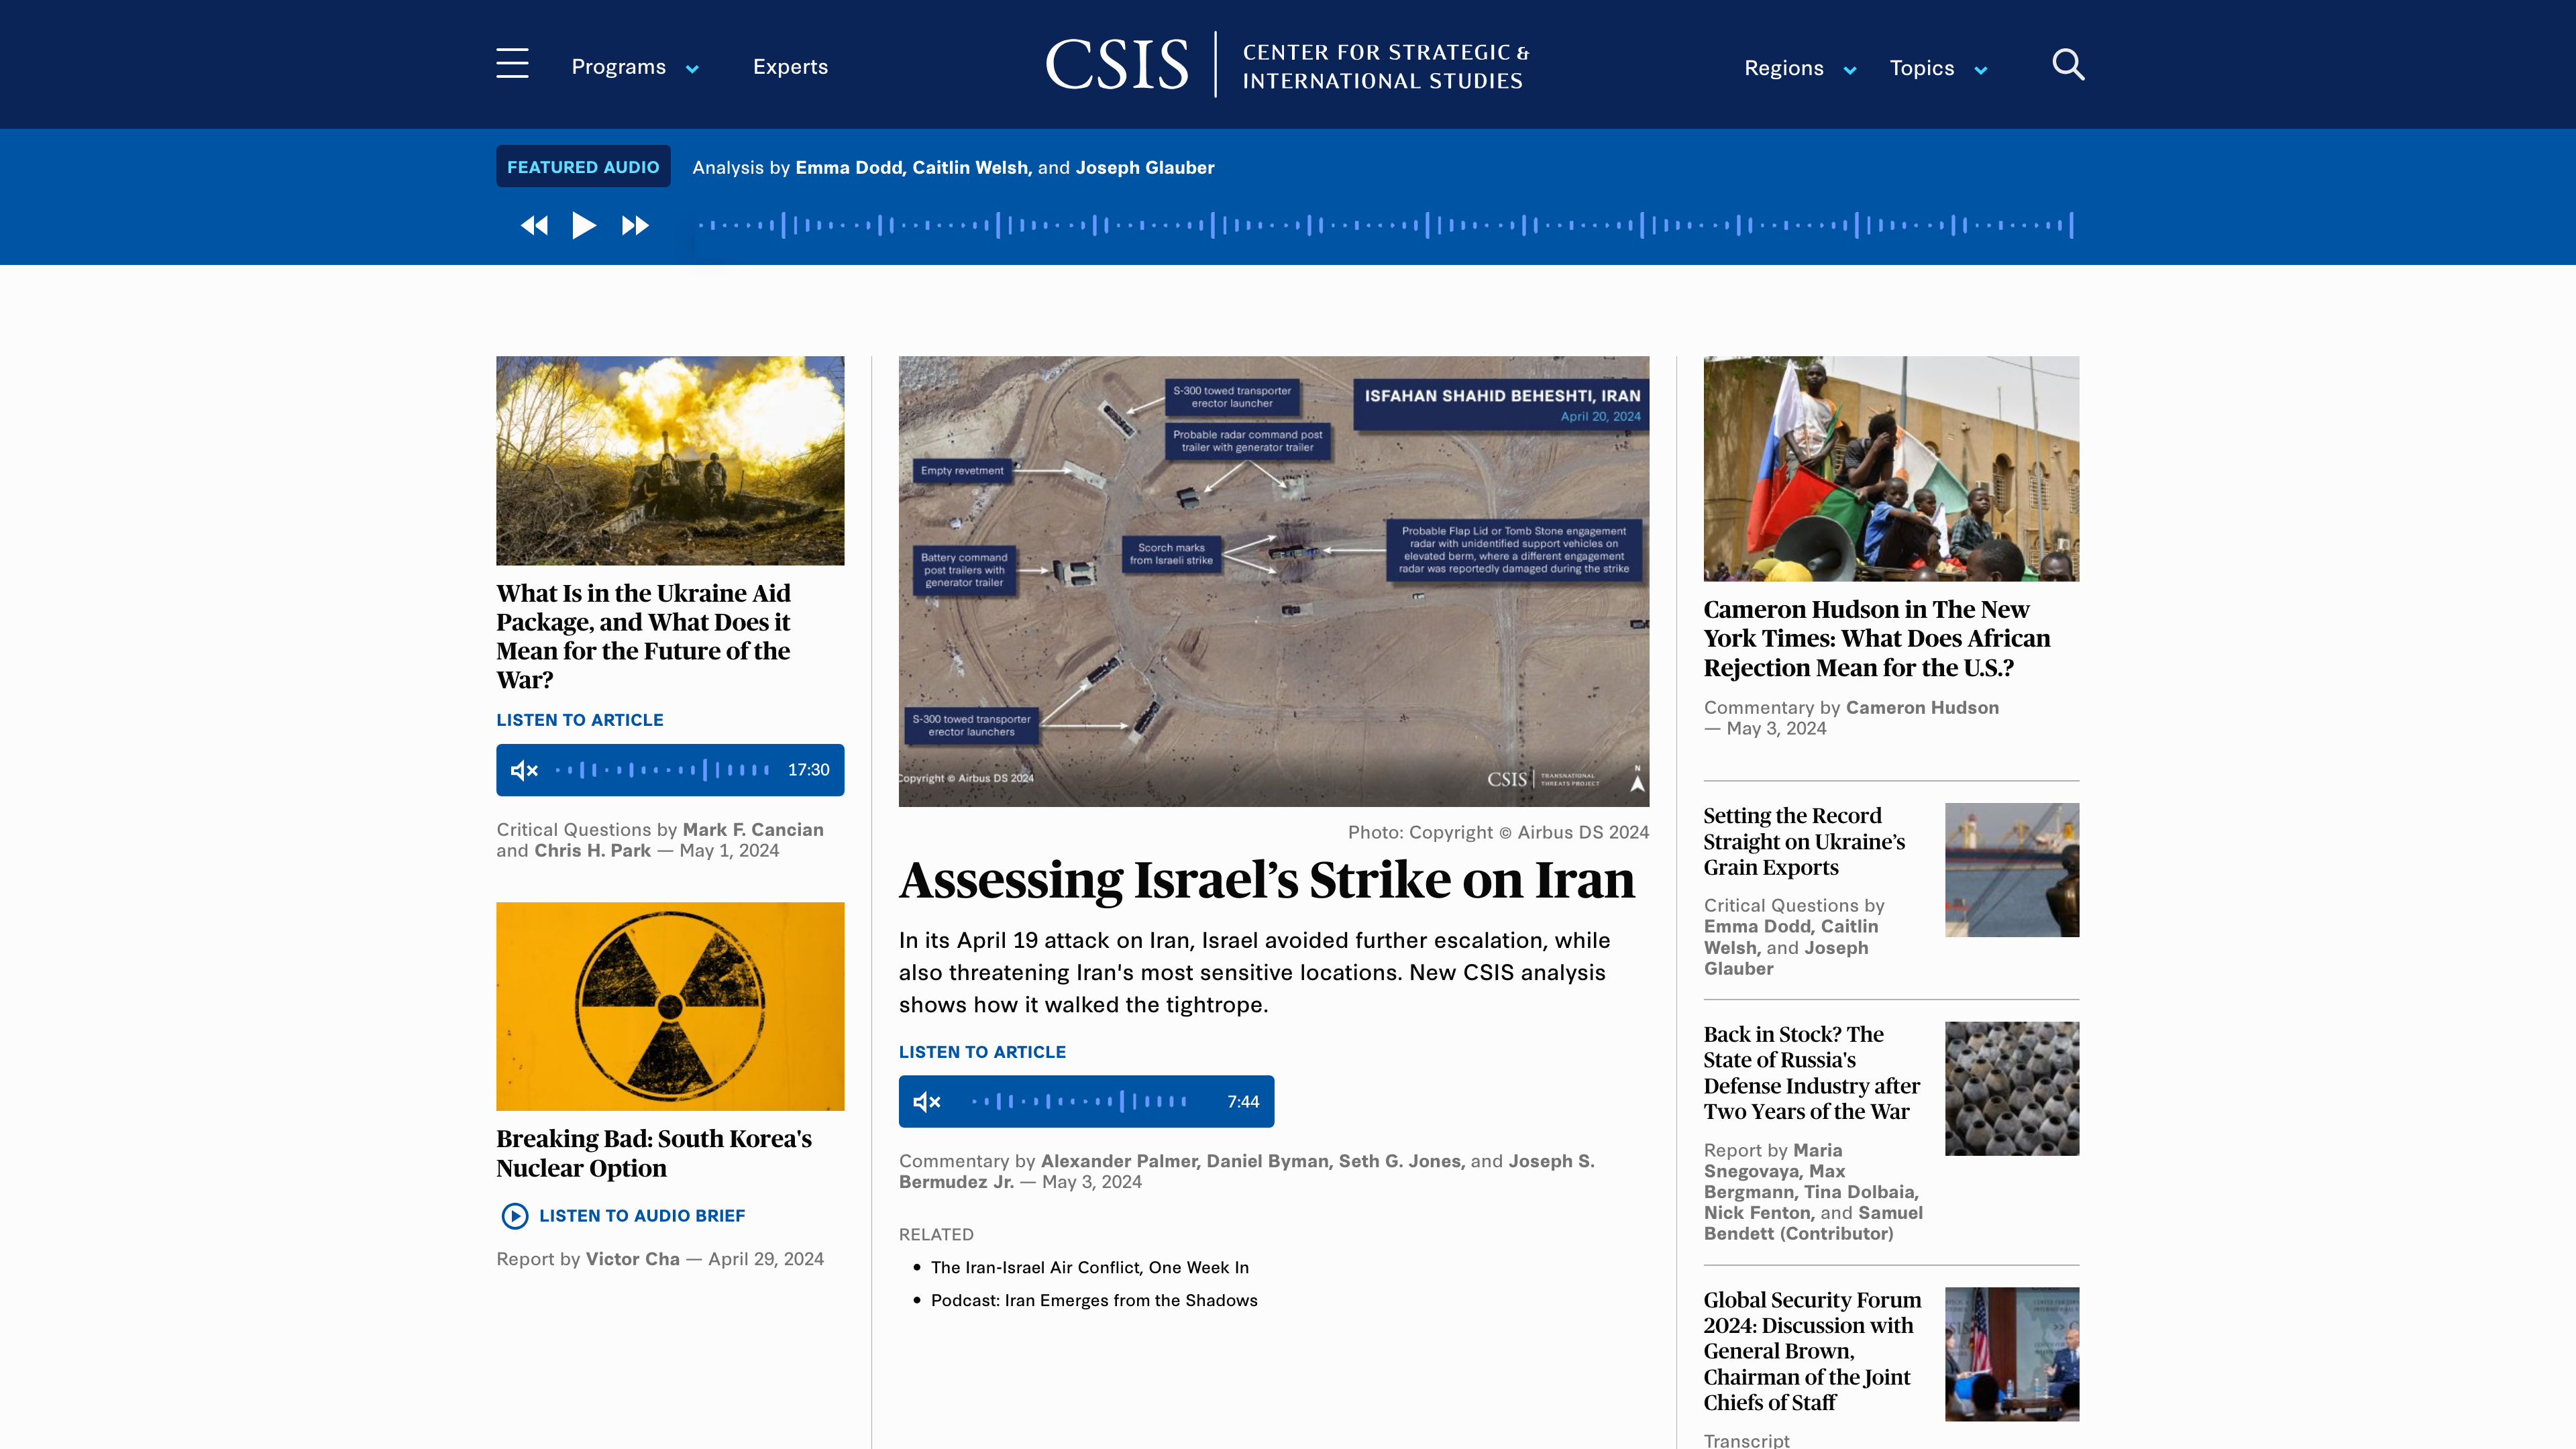 Programs
Experts
CSIS
CENTER FOR STRATEGIC &
INTERNATIONAL STUDIES
Regions
Topics
FEATURED AUDIO
Analysis by Emma Dodd, Caitlin Welsh, and Joseph Glauber
What Is in the Ukraine Aid
Package, and What Does it
Mean for the Future of the
War?
LISTEN TO ARTICLE
17:30
Critical Questions by Mark F. Cancian
and Chris H. Park — May 1, 2024
Breaking Bad: South Korea's
Nuclear Option
LISTEN TO AUDIO BRIEF
Report by Victor Cha — April 29, 2024
S-300 towed transporter
erector launcher
ISFAHAN SHAHID BEHESHTI, IRAN
April 20, 2024
Probable radar command post
trailer with generator trailer
Empty revetment
Scorch marks
from Israeli strike
Probable Flap Lid or Tomb Stone engagement
radar with unidentified support vehicles on
elevated berm, where a different engagement
radar was reportedly damaged during the strike
Battery command
post trailers with
generator trailer
S-300 towed transporter
erector launchers
Copyright © Airbus DS 2024
CSIS
TRANSNATIONAL
THREATS PROJECT
N
Photo: Copyright © Airbus DS 2024
Assessing Israel’s Strike on Iran
In its April 19 attack on Iran, Israel avoided further escalation, while
also threatening Iran's most sensitive locations. New CSIS analysis
shows how it walked the tightrope.
LISTEN TO ARTICLE
7:44
Commentary by Alexander Palmer, Daniel Byman, Seth G. Jones, and Joseph S.
Bermudez Jr. — May 3, 2024
RELATED
• The Iran-Israel Air Conflict, One Week In
• Podcast: Iran Emerges from the Shadows
Cameron Hudson in The New
York Times: What Does African
Rejection Mean for the U.S.?
Commentary by Cameron Hudson
— May 3, 2024
Setting the Record
Straight on Ukraine’s
Grain Exports
Critical Questions by
Emma Dodd, Caitlin
Welsh, and Joseph
Glauber
Back in Stock? The
State of Russia's
Defense Industry after
Two Years of the War
Report by Maria
Snegovaya, Max
Bergmann, Tina Dolbaia,
Nick Fenton, and Samuel
Bendett (Contributor)
Global Security Forum
2024: Discussion with
General Brown,
Chairman of the Joint
Chiefs of Staff
Transcript